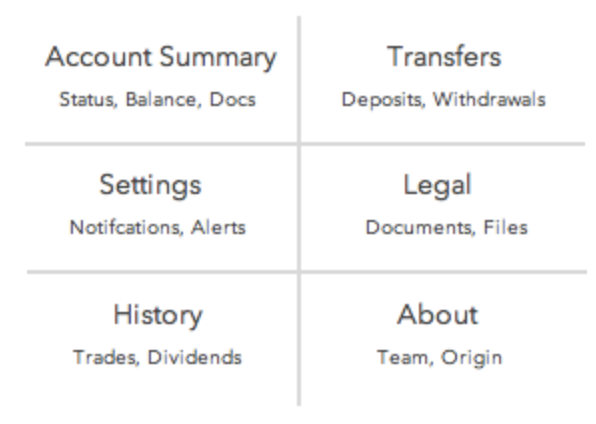 Account Summary
Status, Balance, Docs
Transfers
Deposits, Withdrawals
Settings
Notifcations, Alerts
Legal
Documents, Files
History
Trades, Dividends
About
Team, Origin